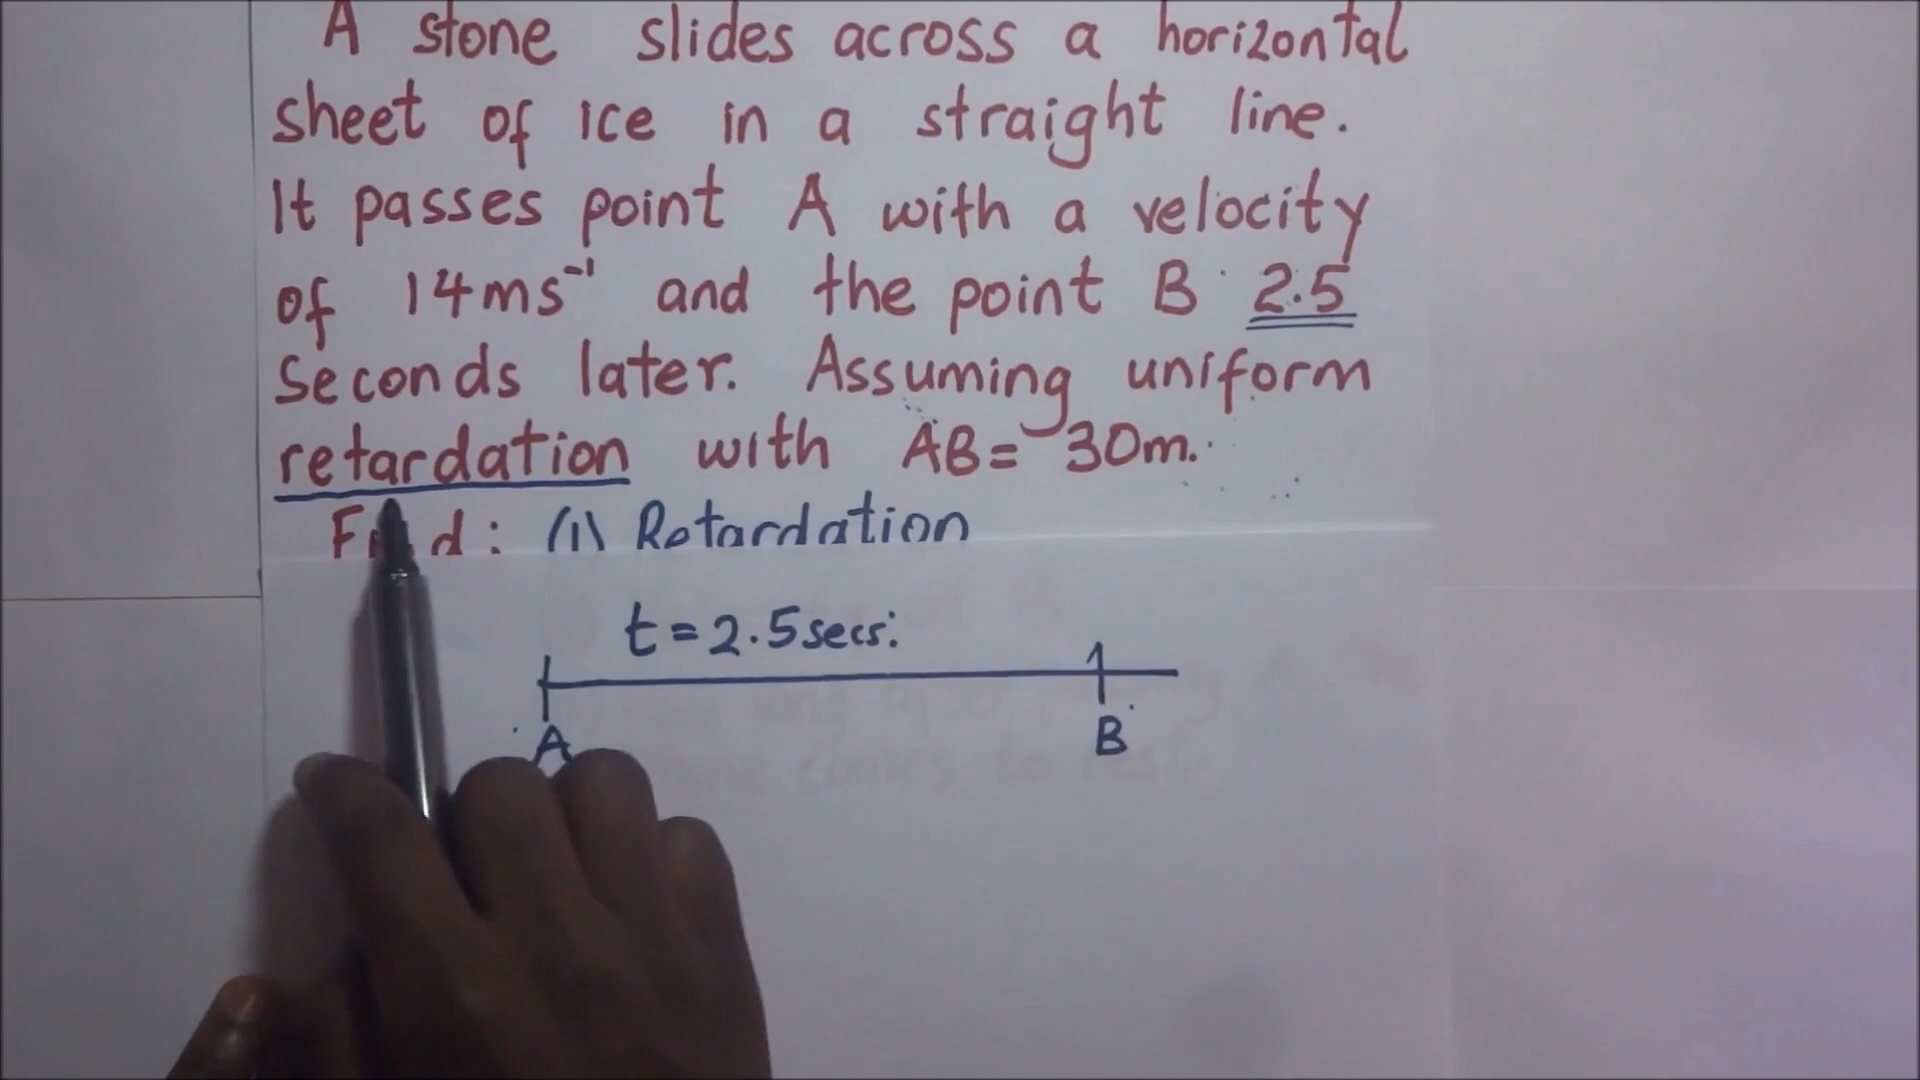 A stone slides across a horizontal
sheet of ice in a straight line.
It passes point A with a velocity
of 14ms⁻¹ and the point B 2.5
Seconds later. Assuming uniform
retardation with AB= 30m.
Find: (1) Retardation
t=2.5secs.
A B